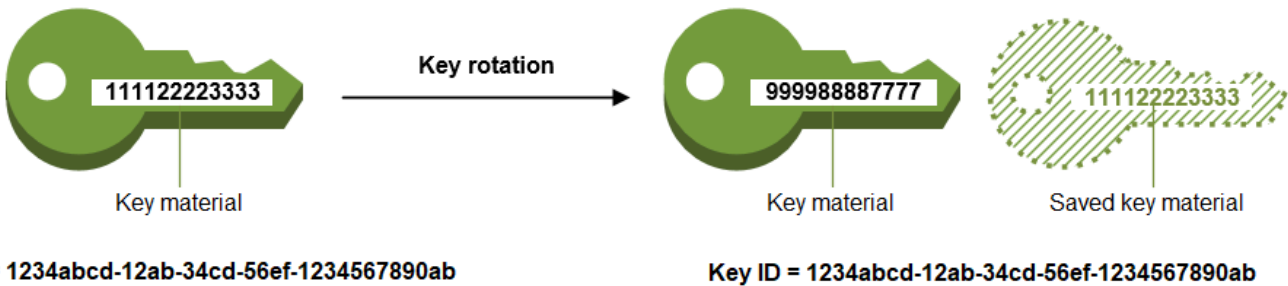 111122223333
Key rotation
999988887777
111122223333
Key material
Key material
Saved key material
1234abcd-12ab-34cd-56ef-1234567890ab
Key ID = 1234abcd-12ab-34cd-56ef-1234567890ab